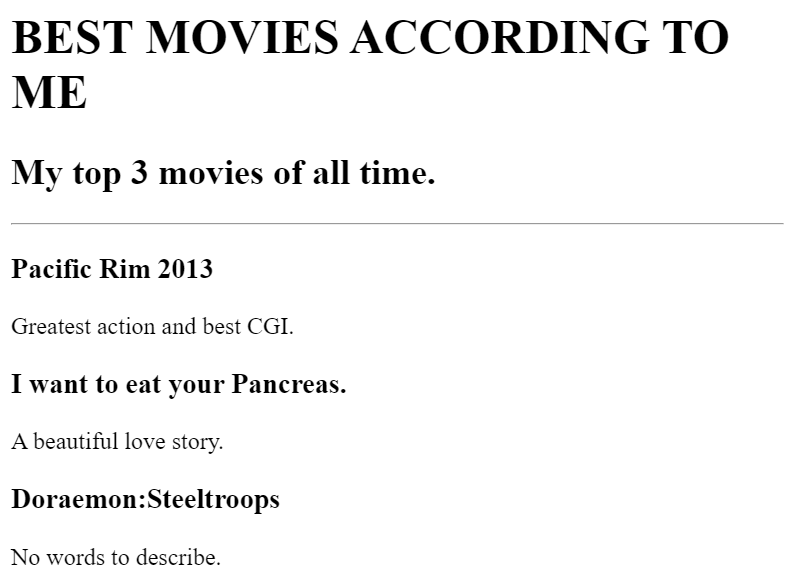 BEST MOVIES ACCORDING TO
ME
My top 3 movies of all time.
Pacific Rim 2013
Greatest action and best CGI.
I want to eat your Pancreas.
A beautiful love story.
Doraemon:Steeltroops
No words to describe.